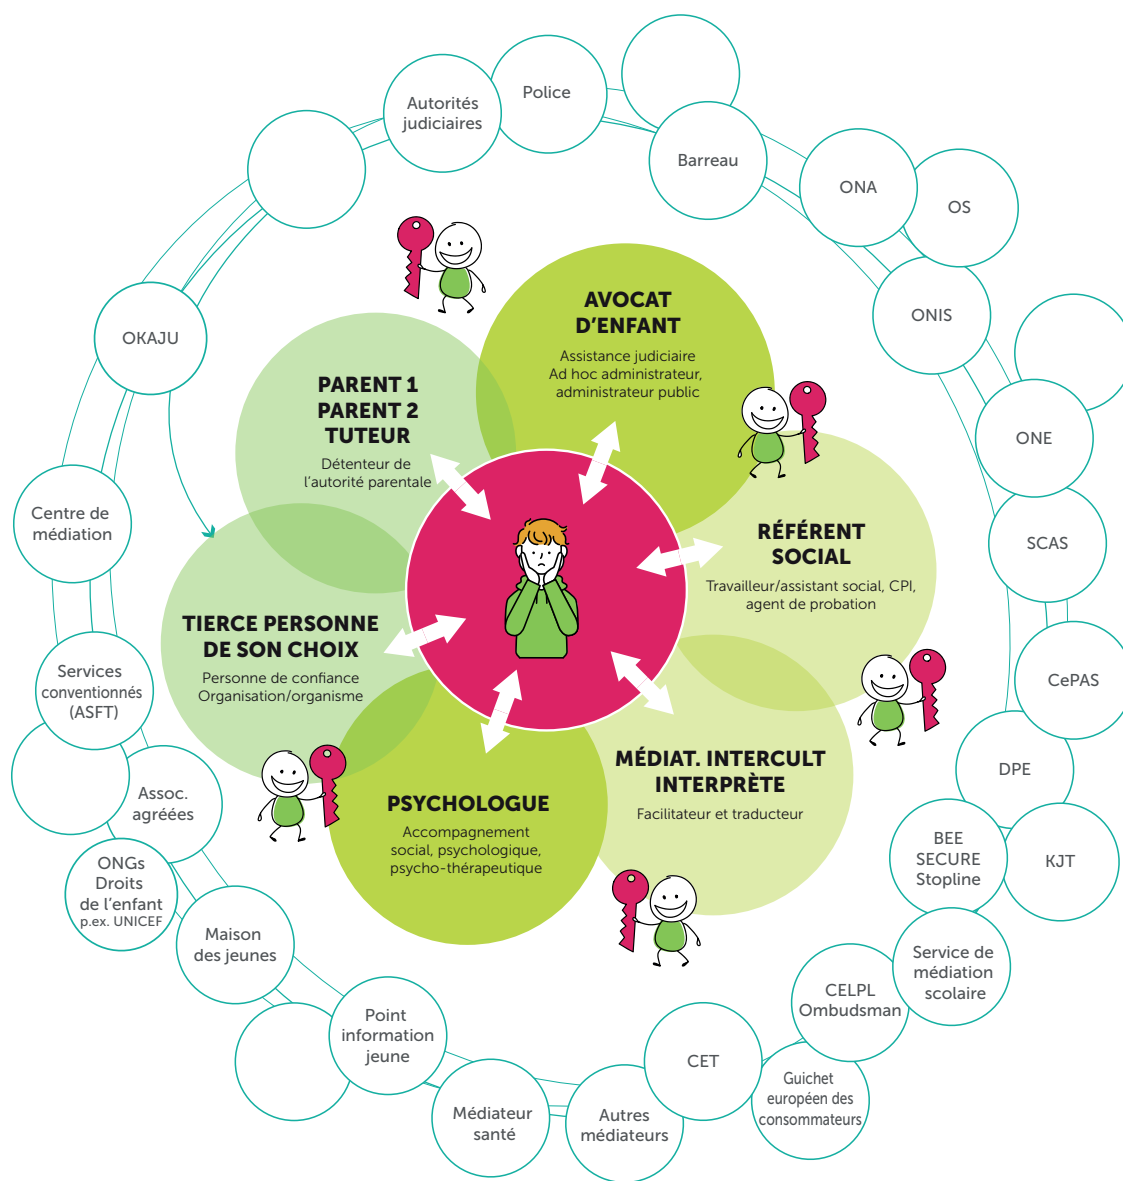 Autorités
judiciaires
Police
Barreau
ONA
OS
ONIS
ONE
SCAS
CePAS
DPE
KJT
BEE
SECURE
Stopline
Service de
médiation
scolaire
CELPL
Ombudsman
Guichet
européen des
consommateurs
CET
Autres
médiateurs
Médiateur
santé
Point
information
jeune
Maison
des jeunes
ONGs
Droits
de l'enfant
p.ex. UNICEF
Assoc.
agréées
Services
conventionnés
(ASFT)
Centre de
médiation
OKAJU
AVOCAT
D'ENFANT
Assistance judiciaire
Ad hoc administrateur,
administrateur public
PARENT 1
PARENT 2
TUTEUR
Détenteur de
l'autorité parentale
RÉFÉRENT
SOCIAL
Travailleur/assistant social, CPI,
agent de probation
TIERCE PERSONNE
DE SON CHOIX
Personne de confiance
Organisation/organisme
MÉDIAT. INTERCULT
INTERPRÈTE
Facilitateur et traducteur
PSYCHOLOGUE
Accompagnement
social, psychologique,
psycho-thérapeutique